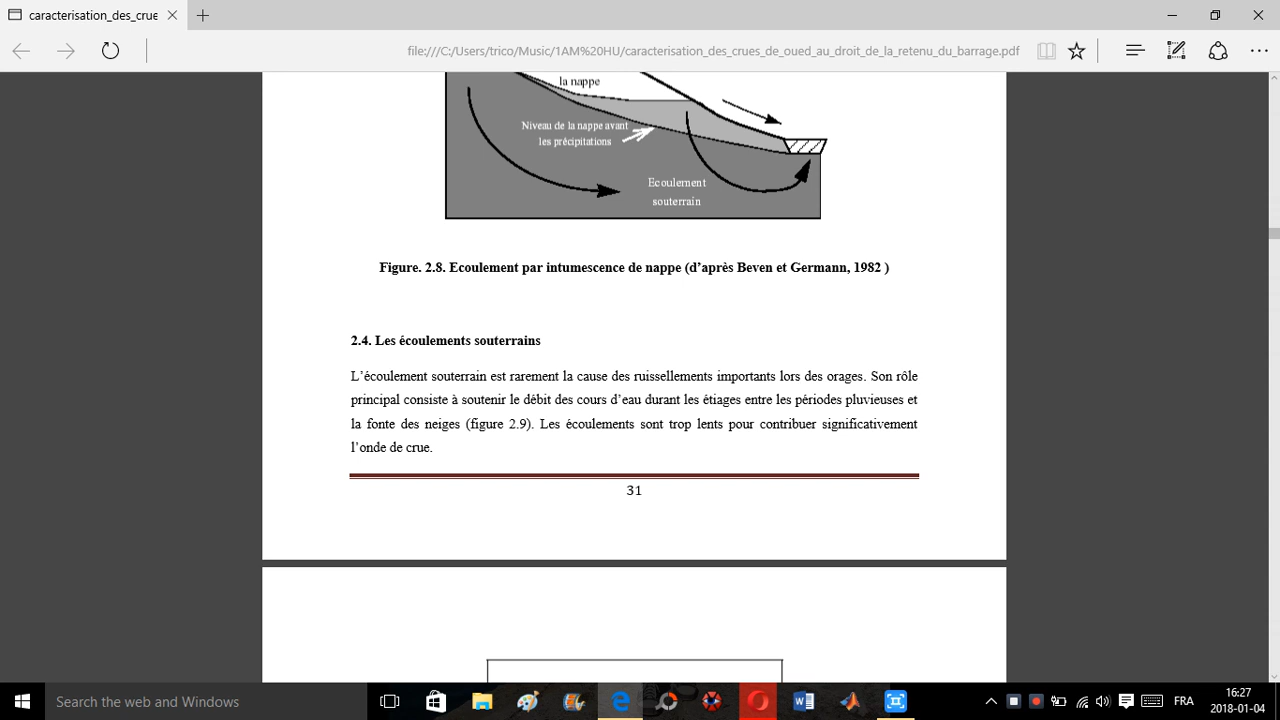 caracterisation_des_crue
file:///C:/Users/trico/Music/1AM%20HU/caracterisation_des_crues_de_oued_au_droit_de_la_retenu_du_barrage.pdf
la nappe
Niveau de la nappe avant
les précipitations
Ecoulement
souterrain
Figure. 2.8. Ecoulement par intumescence de nappe (d’après Beven et Germann, 1982 )
2.4. Les écoulements souterrains
L’écoulement souterrain est rarement la cause des ruissellements importants lors des orages. Son rôle
principal consiste à soutenir le débit des cours d’eau durant les étiages entre les périodes pluvieuses et
la fonte des neiges (figure 2.9). Les écoulements sont trop lents pour contribuer significativement
l’onde de crue.
31
Search the web and Windows
FRA
16:27
2018-01-04